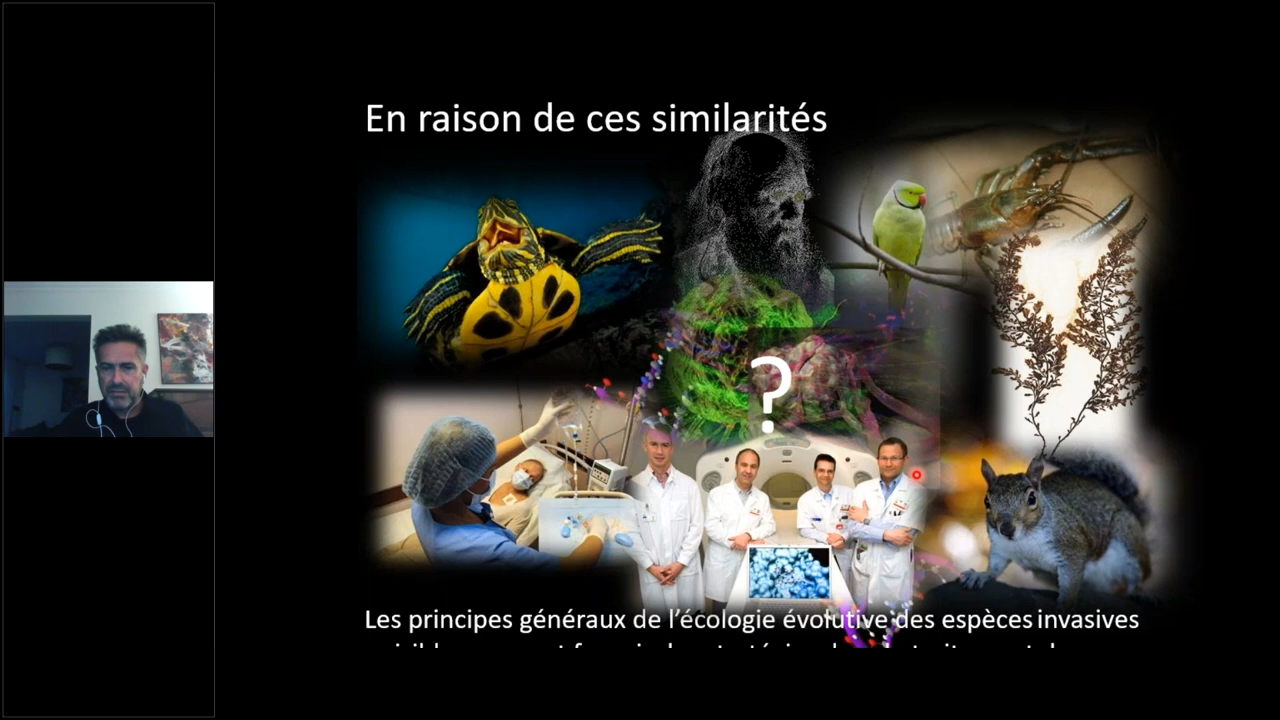 En raison de ces similarités
?
Les principes généraux de l'écologie évolutive des espèces invasives